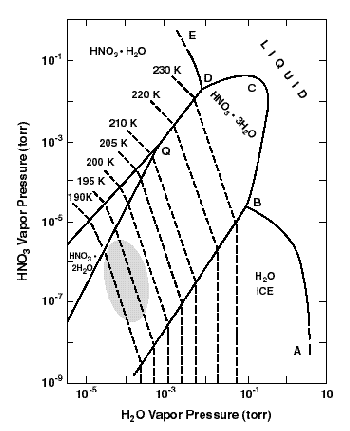 E
HNO₃ • H₂O
LIQUID
10⁻¹
230 K
D
C
220 K
HNO₃ • 3H₂O
210 K
10⁻³
205 K
Q
200 K
195 K
190K
B
10⁻⁵
HNO₃ •
2H₂O
H₂O
ICE
10⁻⁷
A
10⁻⁹
10⁻⁵
10⁻³
10⁻¹
10
HNO₃ Vapor Pressure (torr)
H₂O Vapor Pressure (torr)